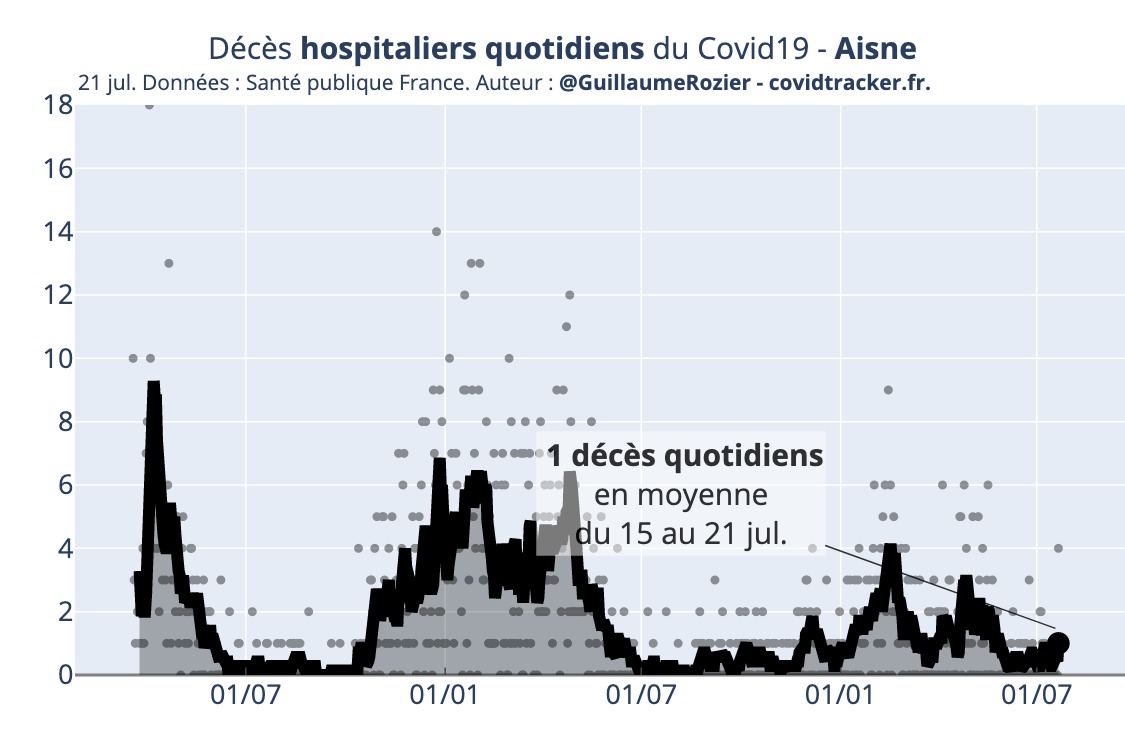 Décès hospitaliers quotidiens du Covid19 - Aisne
21 jul. Données : Santé publique France. Auteur : @GuillaumeRozier - covidtracker.fr.
18
16
14
12
10
8
6
4
2
0
1 décès quotidiens
en moyenne
du 15 au 21 jul.
01/07 01/01 01/07 01/01 01/07